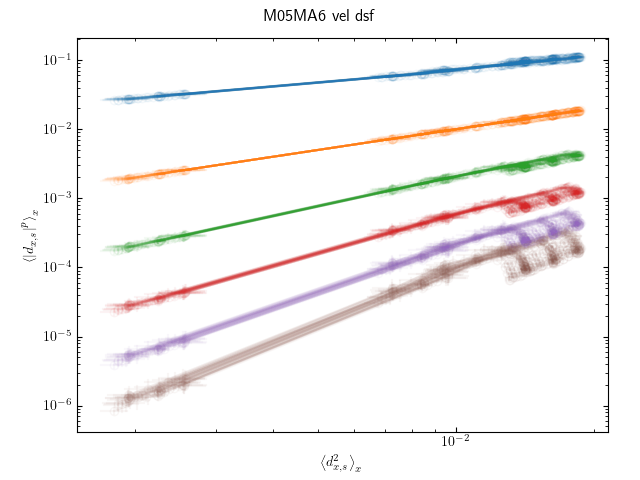 M05MA6 vel dsf
10⁻¹
10⁻²
10⁻³
10⁻⁴
10⁻⁵
10⁻⁶
⟨|d_{x,s}|^p⟩_x
10⁻²
⟨d²_{x,s}⟩_x